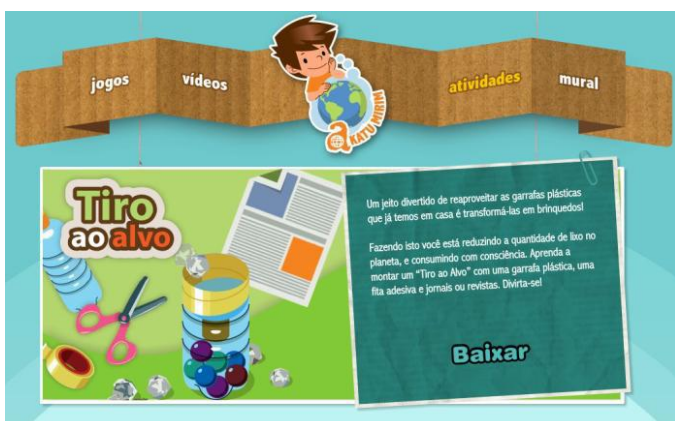 jogos
vídeos
a
AKATU MIRIM
atividades
mural
Tiro
ao alvo
Um jeito divertido de reaproveitar as garrafas plásticas
que já temos em casa é transformá-las em brinquedos!
Fazendo isto você está reduzindo a quantidade de lixo no
planeta, e consumindo com consciência. Aprenda a
montar um "Tiro ao Alvo" com uma garrafa plástica, uma
fita adesiva e jornais ou revistas. Divirta-se!
Baixar